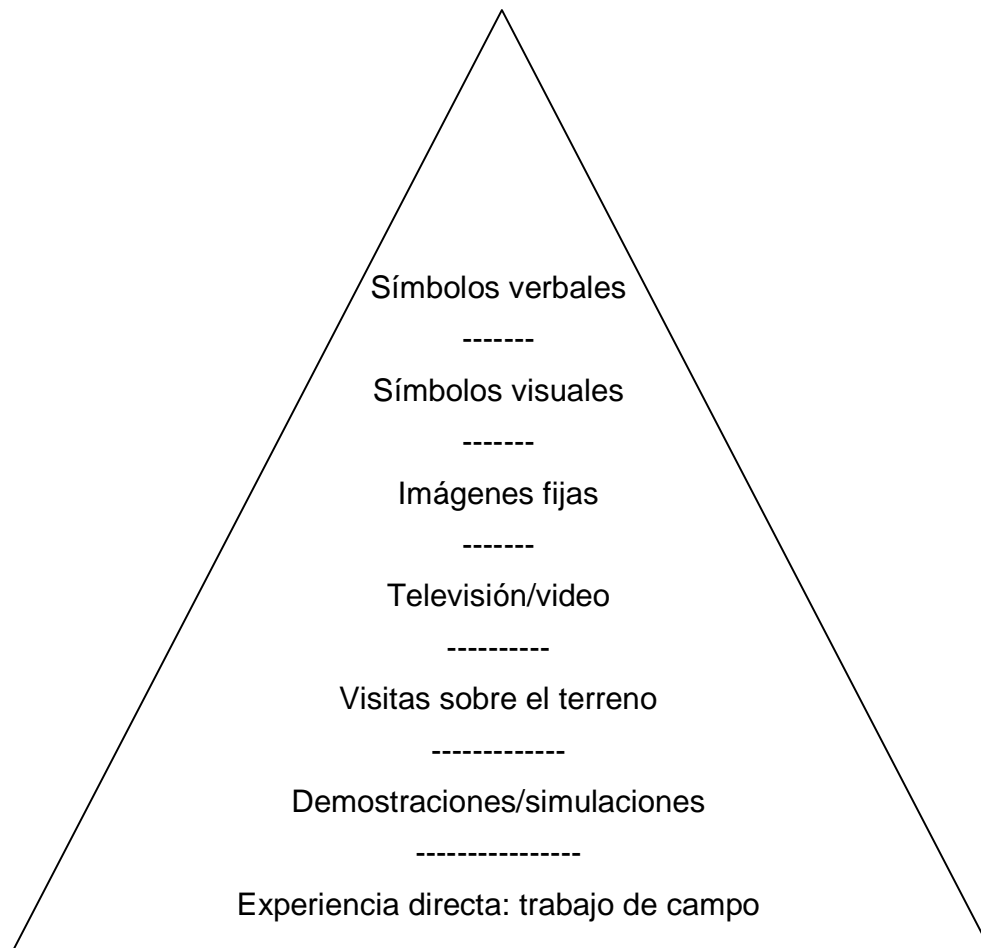 Símbolos verbales
-------
Símbolos visuales
-------
Imágenes fijas
-------
Televisión/video
----------
Visitas sobre el terreno
-------------
Demostraciones/simulaciones
----------------
Experiencia directa: trabajo de campo